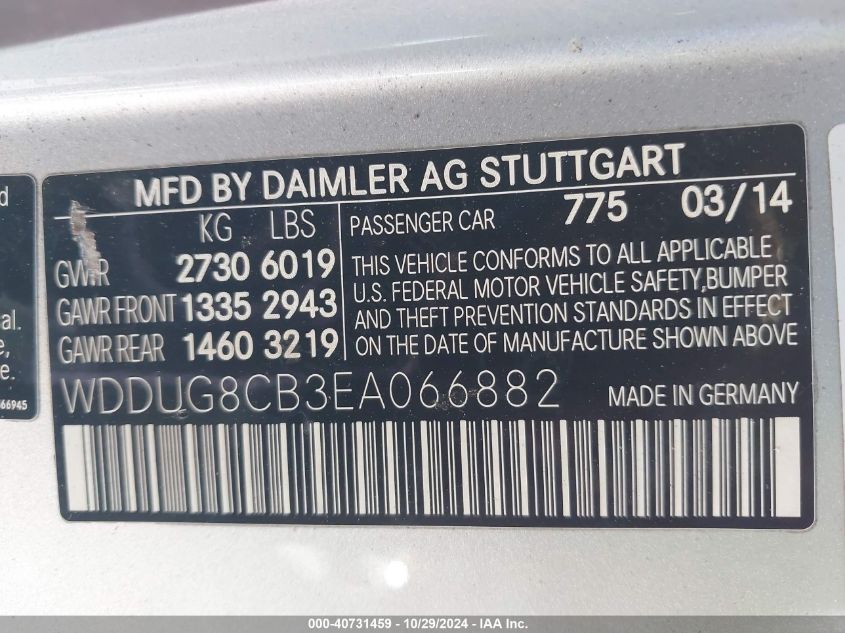 MFD BY DAIMLER AG STUTTGART
KG LBS
GWR 2730 6019
GAWR FRONT 1335 2943
GAWR REAR 1460 3219
PASSENGER CAR 775 03/14
THIS VEHICLE CONFORMS TO ALL APPLICABLE
U.S. FEDERAL MOTOR VEHICLE SAFETY,BUMPER
AND THEFT PREVENTION STANDARDS IN EFFECT
ON THE DATE OF MANUFACTURE SHOWN ABOVE
WDDUG8CB3EA066882 MADE IN GERMANY
66945
000-40731459 - 10/29/2024 - IAA Inc.